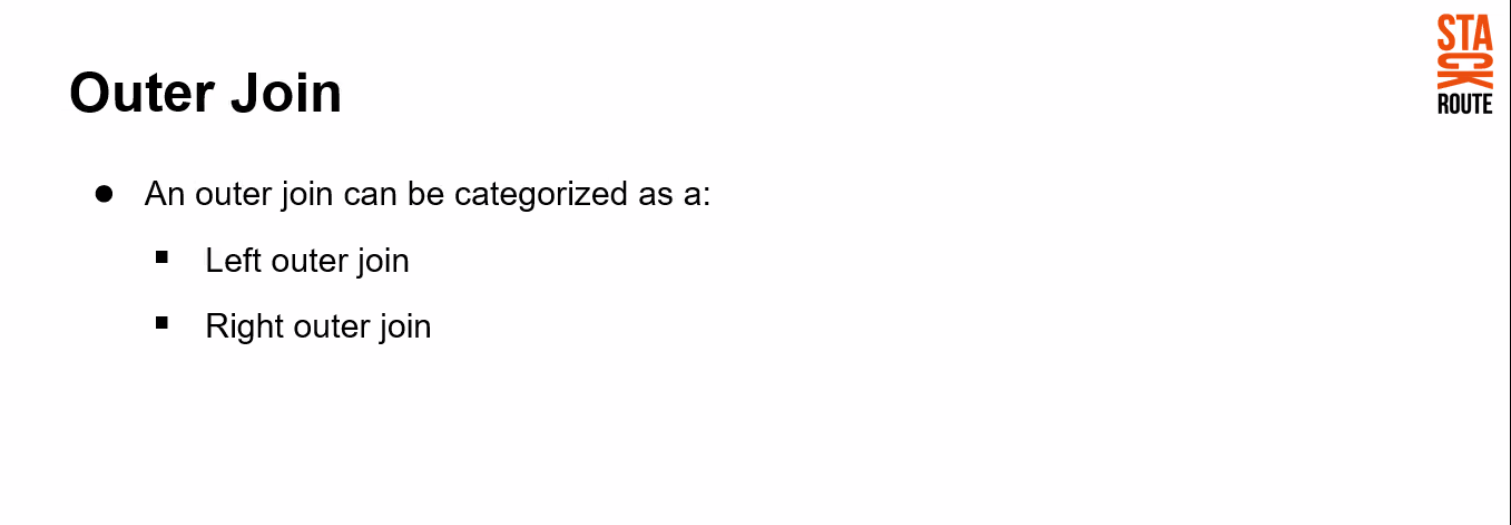 STA
CK
ROUTE
Outer Join
● An outer join can be categorized as a:
▪ Left outer join
▪ Right outer join